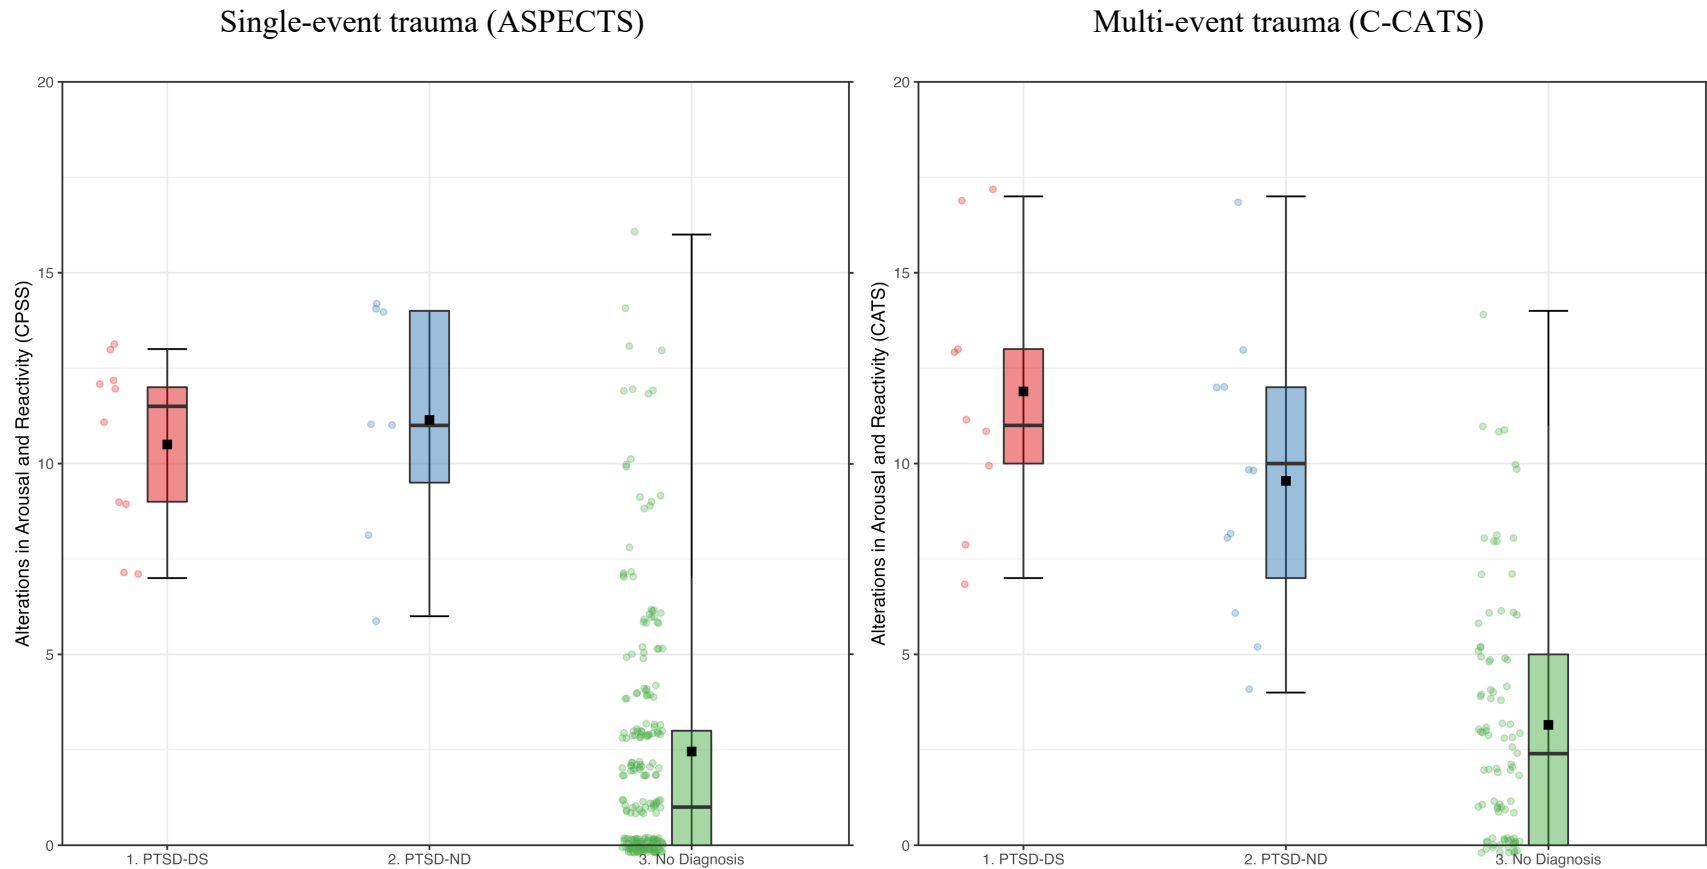 Single-event trauma (ASPECTS)
Multi-event trauma (C-CATS)
Alterations in Arousal and Reactivity (CPSS)
20
15
10
5
0
1. PTSD-DS
2. PTSD-ND
3. No Diagnosis
Alterations in Arousal and Reactivity (CATS)
20
15
10
5
0
1. PTSD-DS
2. PTSD-ND
3. No Diagnosis